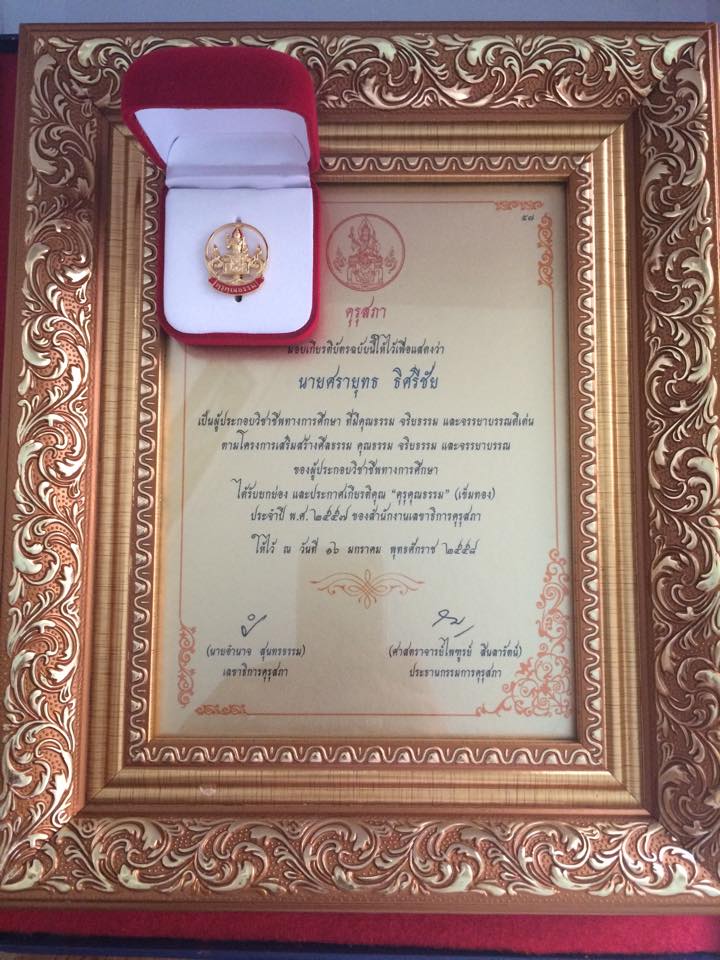 ๕๗
คุรุคุณธรรม
คุรุสภา
มอบเกียรติบัตรฉบับนี้ให้ไว้เพื่อแสดงว่า
นายศรายุทธ ธิศรีชัย
เป็นผู้ประกอบวิชาชีพทางการศึกษา ที่มีคุณธรรม จริยธรรม และจรรยาบรรณดีเด่น
ตามโครงการเสริมสร้างศีลธรรม คุณธรรม จริยธรรม และจรรยาบรรณ
ของผู้ประกอบวิชาชีพทางการศึกษา
ได้รับยกย่อง และประกาศเกียรติคุณ "คุรุคุณธรรม" (เข็มทอง)
ประจำปี พ.ศ. ๒๕๕๗ ของสำนักงานเลขาธิการคุรุสภา
ให้ไว้ ณ วันที่ ๑๖ มกราคม พุทธศักราช ๒๕๕๘
(นายอำนาจ สุนทรธรรม) (ศาสตราจารย์ไพฑูรย์ สินลารัตน์)
เลขาธิการคุรุสภา ประธานกรรมการคุรุสภา